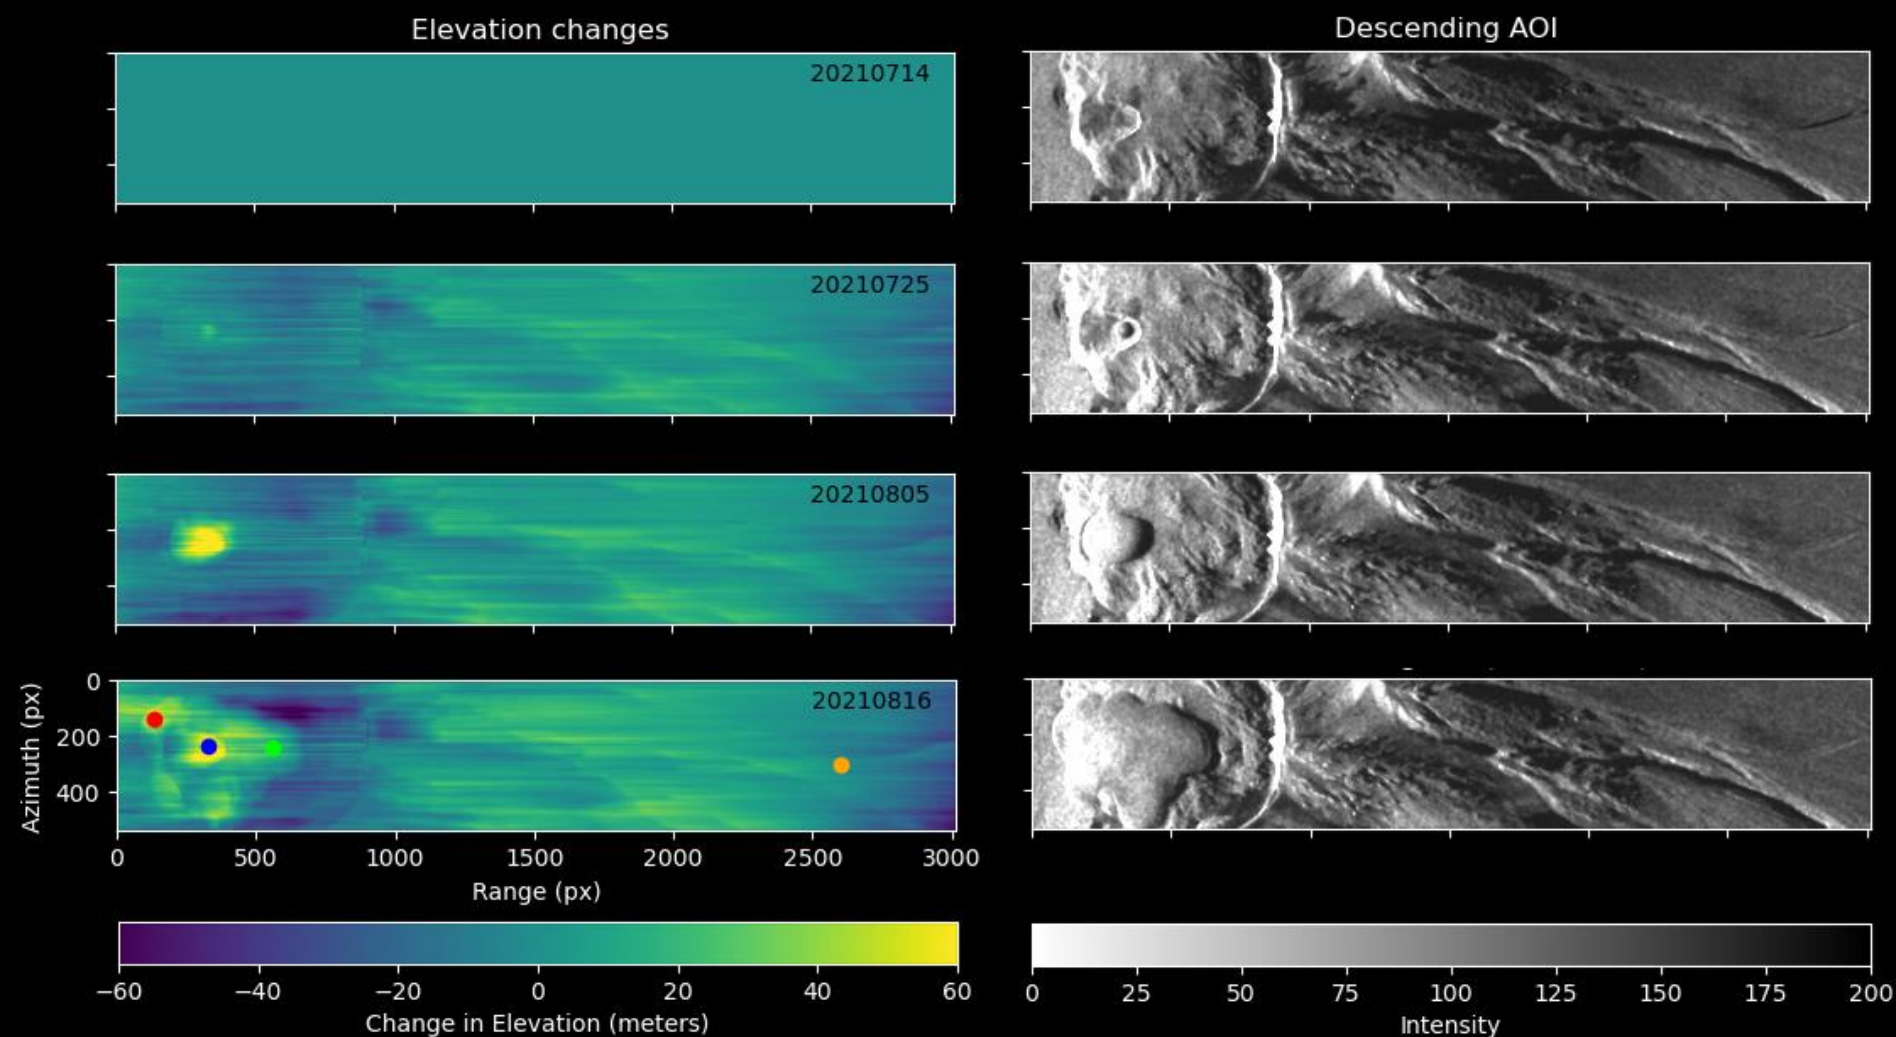 Elevation changes
Descending AOI
20210714
20210725
20210805
20210816
0
200
400
Azimuth (px)
0 500 1000 1500 2000 2500 3000
Range (px)
−60 −40 −20 0 20 40 60
Change in Elevation (meters)
0 25 50 75 100 125 150 175 200
Intensity